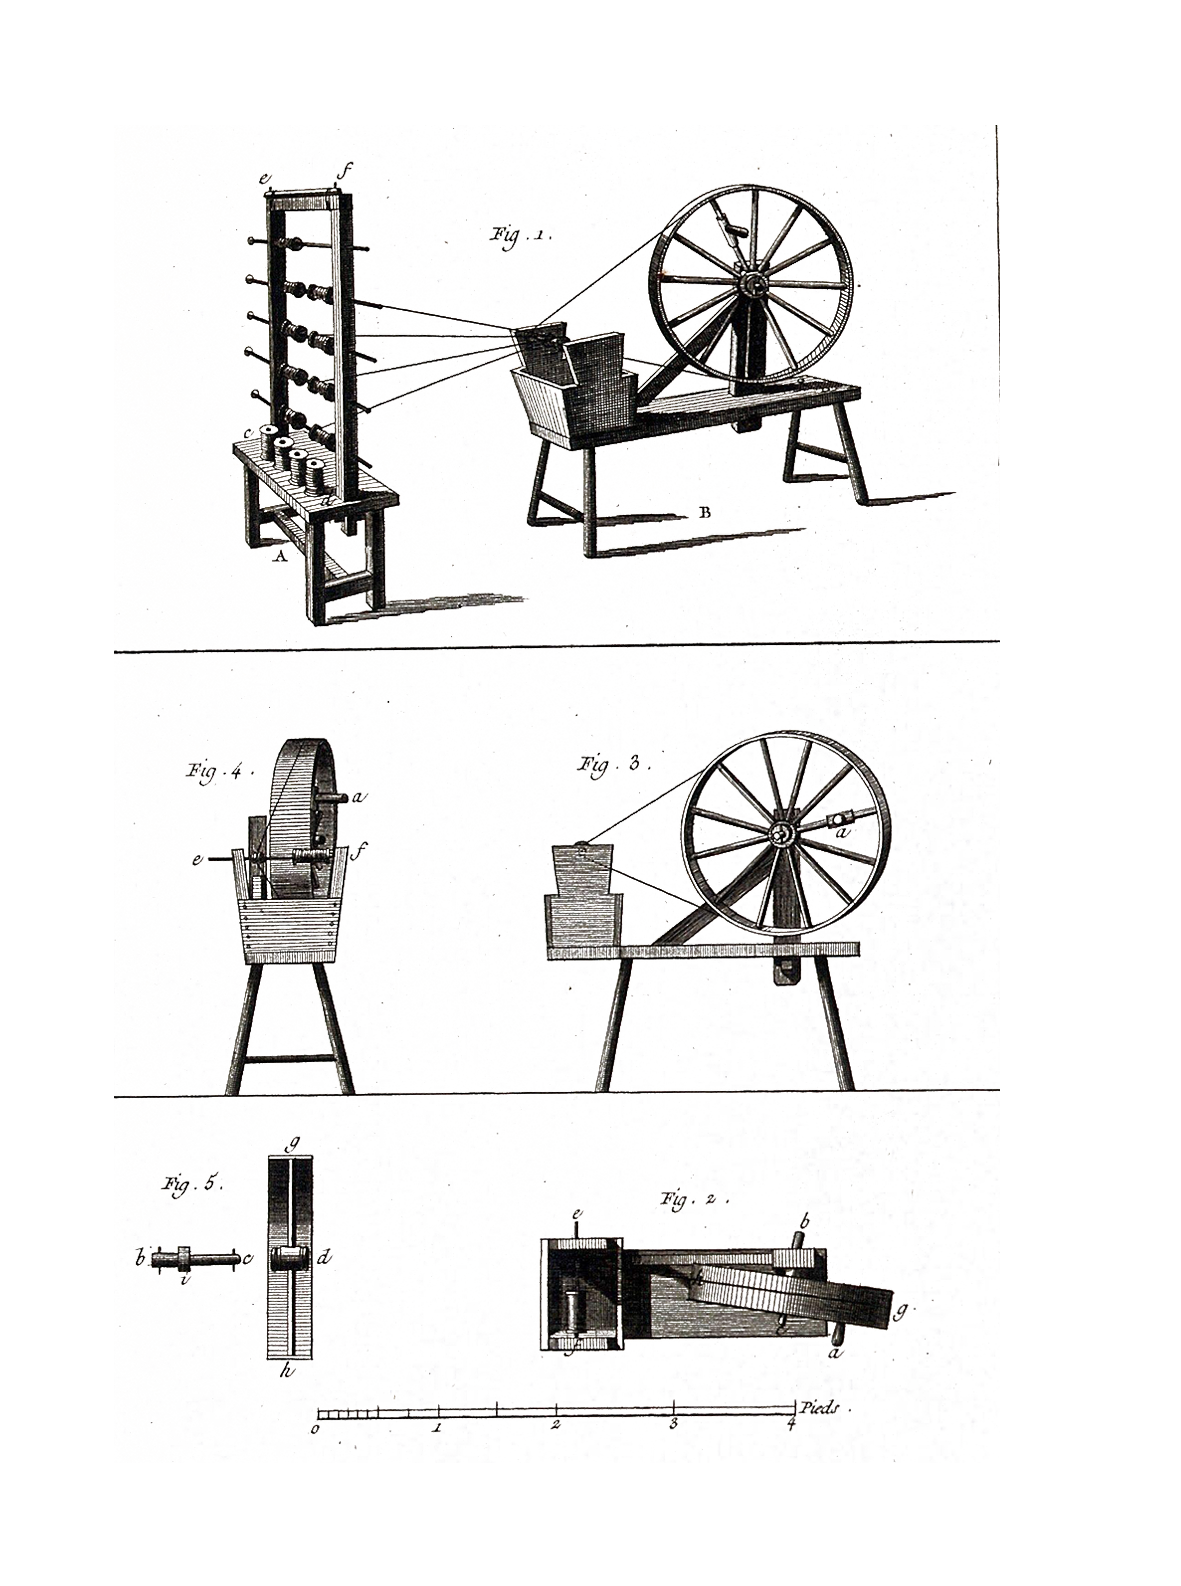 e f
Fig. 1.
c
d
A
B
Fig. 4.
a
e f
Fig. 3.
a
g
Fig. 5.
b c d
i
h
Fig. 2.
e
b
h
g.
c
f
a
Pieds.
0 1 2 3 4